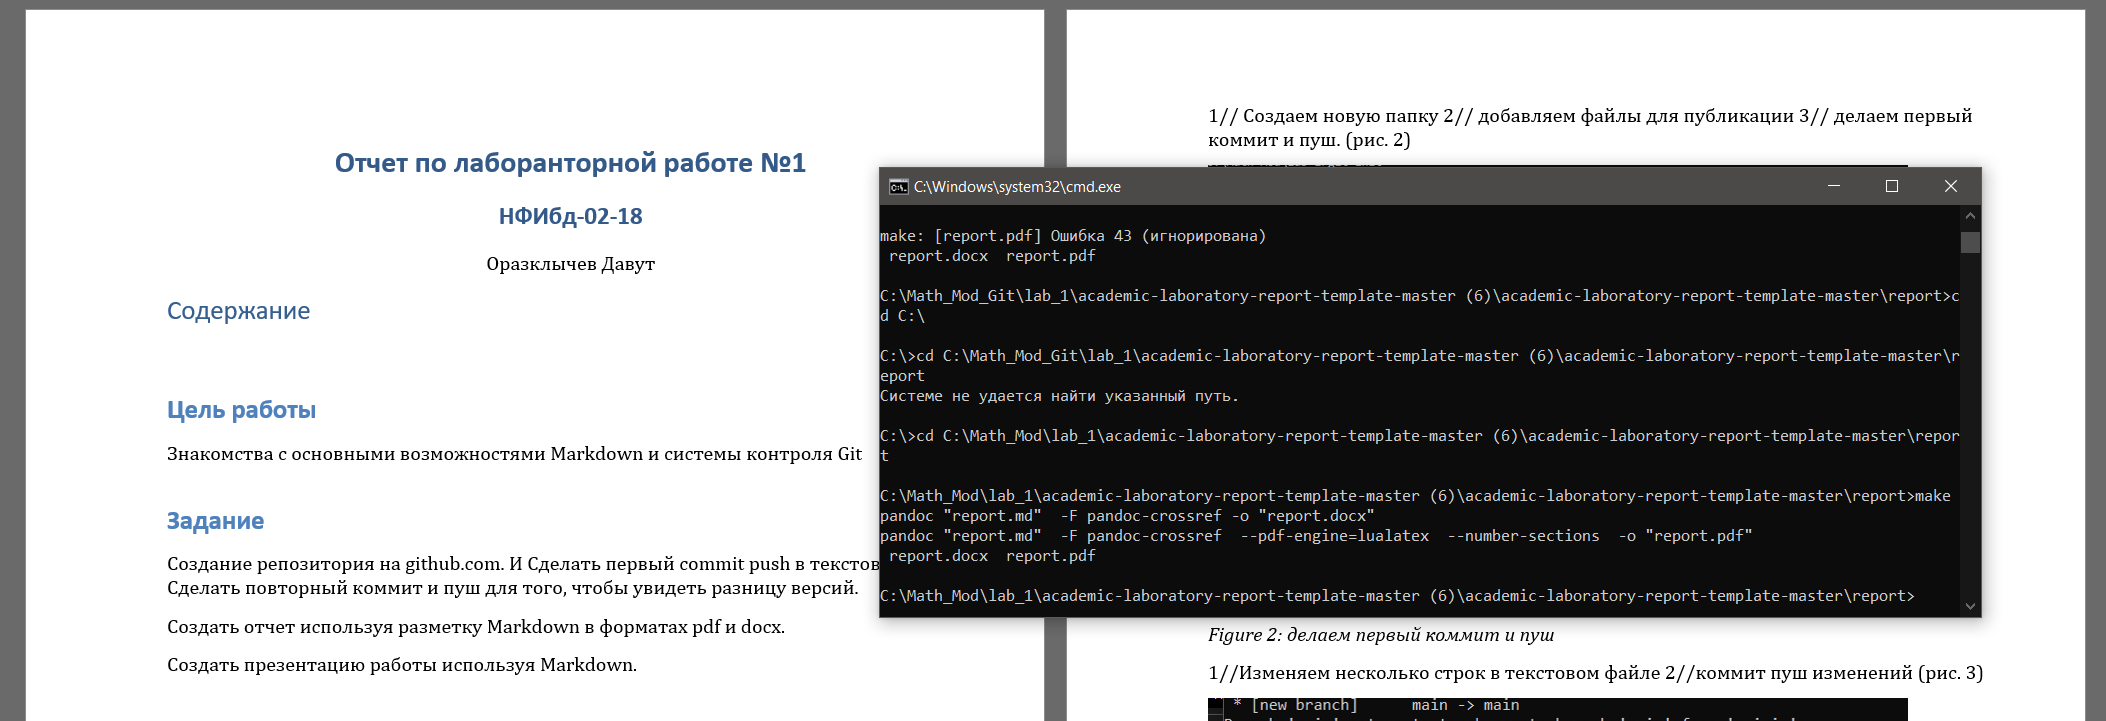 Отчет по лаборанторной работе №1
НФИбд-02-18
Оразклычев Давут
Содержание
Цель работы
Знакомства с основными возможностями Markdown и системы контроля Git
Задание
Создание репозитория на github.com. И Сделать первый commit push в текстов
Сделать повторный коммит и пуш для того, чтобы увидеть разницу версий.
Создать отчет используя разметку Markdown в форматах pdf и docx.
Создать презентацию работы используя Markdown.
1// Создаем новую папку 2// добавляем файлы для публикации 3// делаем первый
коммит и пуш. (рис. 2)
C:\Windows\system32\cmd.exe
make: [report.pdf] Ошибка 43 (игнорирована)
report.docx  report.pdf
C:\Math_Mod_Git\lab_1\academic-laboratory-report-template-master (6)\academic-laboratory-report-template-master\report>c
d C:\
C:\>cd C:\Math_Mod_Git\lab_1\academic-laboratory-report-template-master (6)\academic-laboratory-report-template-master\r
eport
Системе не удается найти указанный путь.
C:\>cd C:\Math_Mod\lab_1\academic-laboratory-report-template-master (6)\academic-laboratory-report-template-master\repor
t
C:\Math_Mod\lab_1\academic-laboratory-report-template-master (6)\academic-laboratory-report-template-master\report>make
pandoc "report.md"  -F pandoc-crossref -o "report.docx"
pandoc "report.md"  -F pandoc-crossref  --pdf-engine=lualatex  --number-sections  -o "report.pdf"
report.docx  report.pdf
C:\Math_Mod\lab_1\academic-laboratory-report-template-master (6)\academic-laboratory-report-template-master\report>
Figure 2: делаем первый коммит и пуш
1//Изменяем несколько строк в текстовом файле 2//коммит пуш изменений (рис. 3)
* [new branch]      main -> main